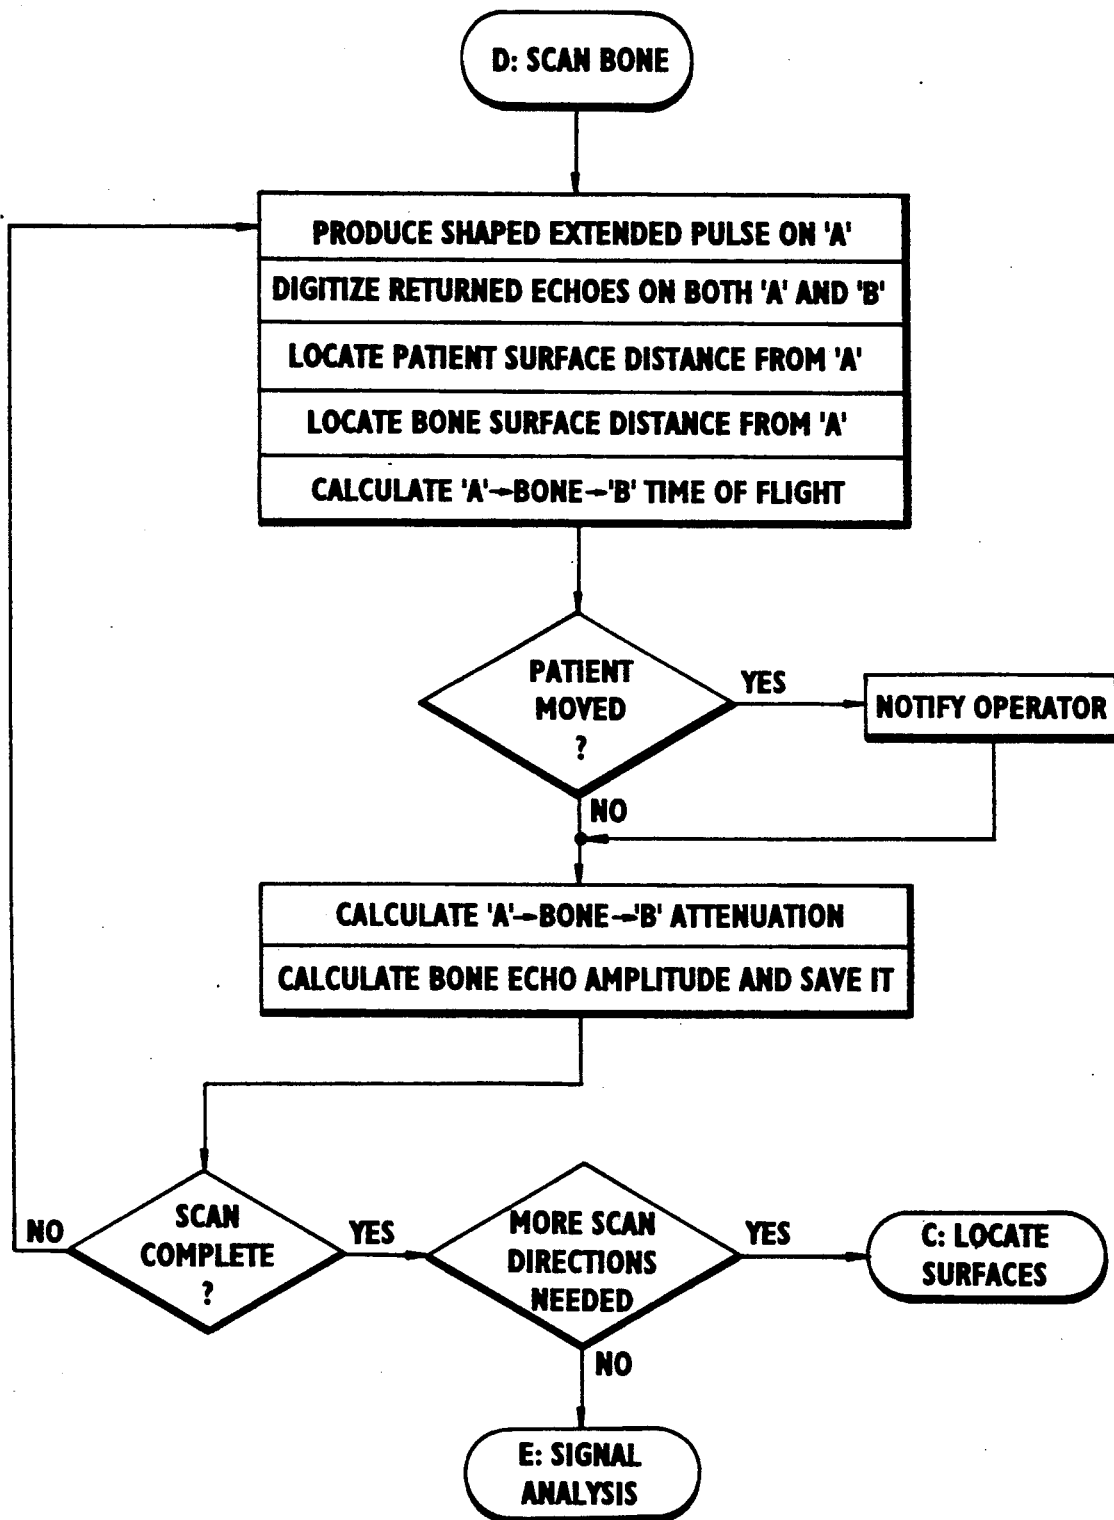 D: SCAN BONE
PRODUCE SHAPED EXTENDED PULSE ON 'A'
DIGITIZE RETURNED ECHOES ON BOTH 'A' AND 'B'
LOCATE PATIENT SURFACE DISTANCE FROM 'A'
LOCATE BONE SURFACE DISTANCE FROM 'A'
CALCULATE 'A'→BONE→'B' TIME OF FLIGHT
PATIENT
MOVED
?
YES
NOTIFY OPERATOR
NO
CALCULATE 'A'→BONE→'B' ATTENUATION
CALCULATE BONE ECHO AMPLITUDE AND SAVE IT
SCAN
COMPLETE
?
NO
YES
MORE SCAN
DIRECTIONS
NEEDED
YES
C: LOCATE
SURFACES
NO
E: SIGNAL
ANALYSIS